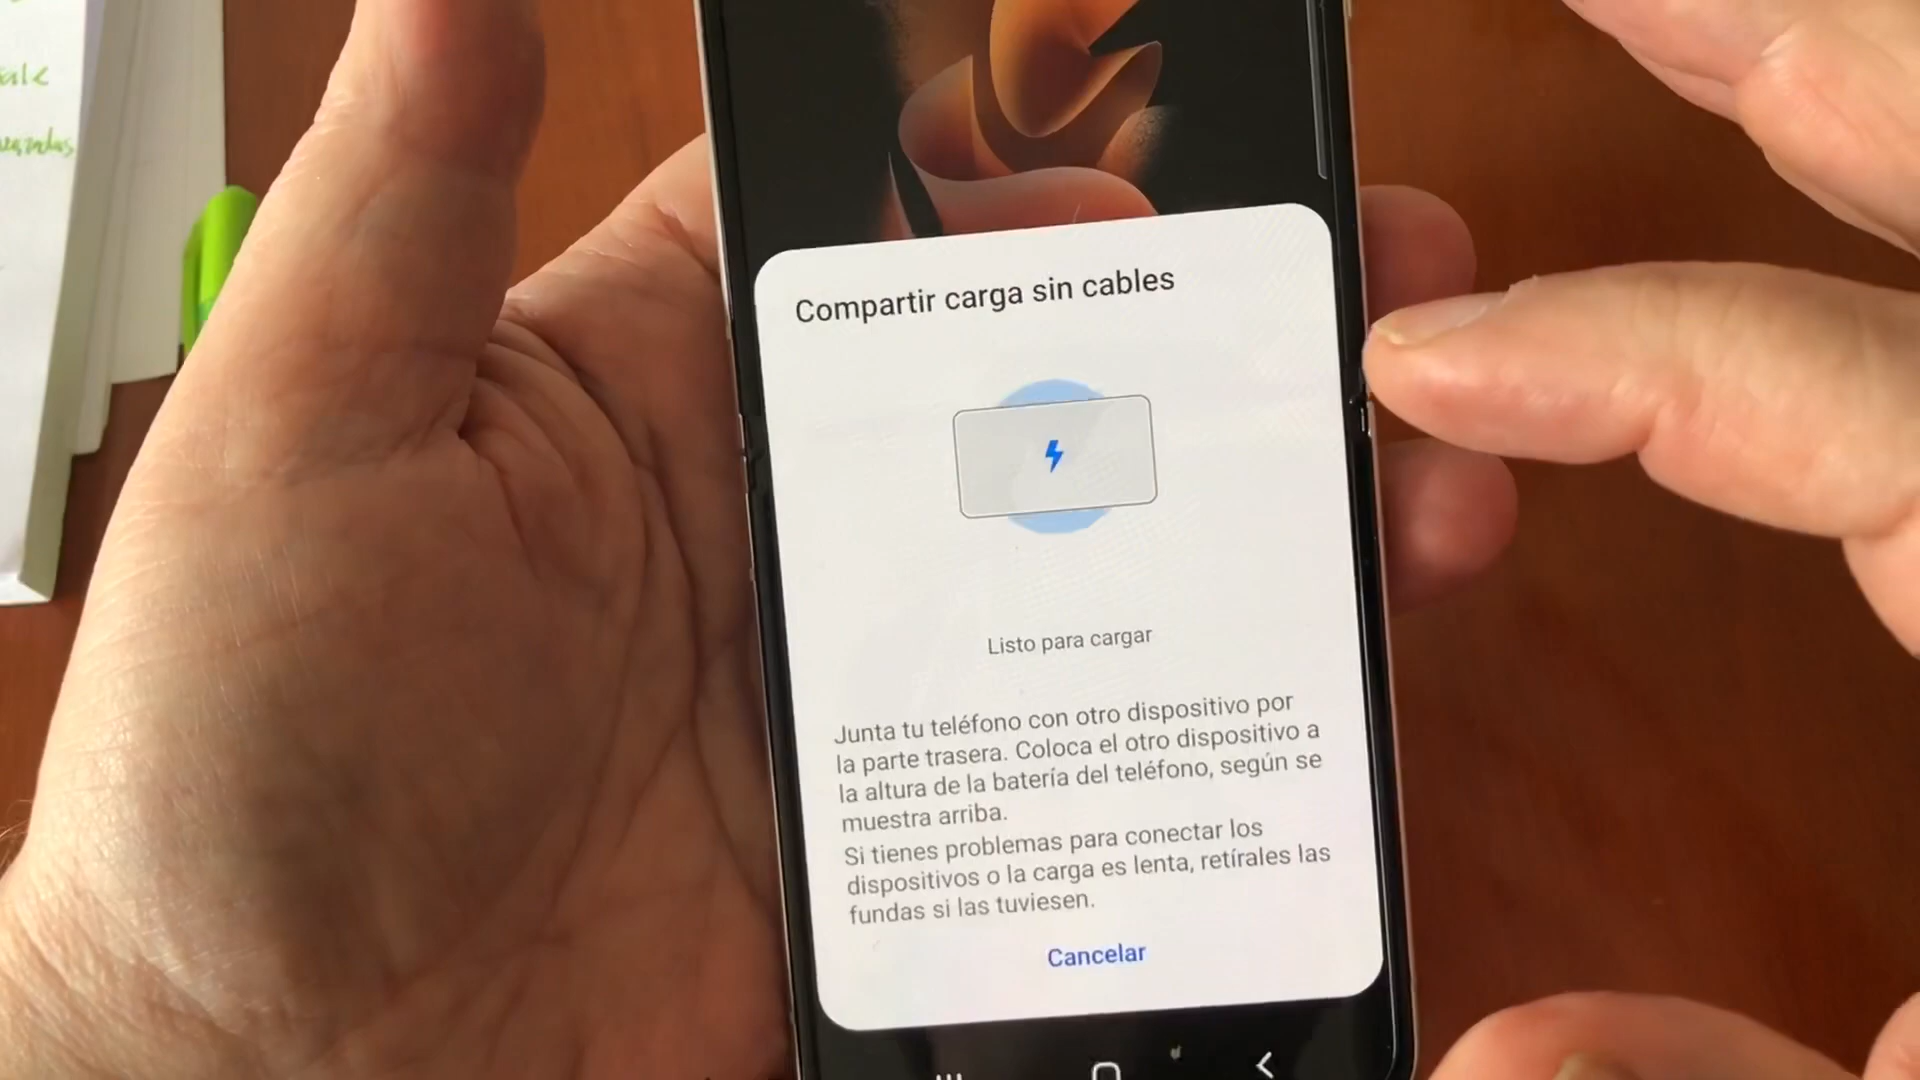 Compartir carga sin cables
Listo para cargar
Junta tu teléfono con otro dispositivo por
la parte trasera. Coloca el otro dispositivo a
la altura de la batería del teléfono, según se
muestra arriba.
Si tienes problemas para conectar los
dispositivos o la carga es lenta, retírales las
fundas si las tuviesen.
Cancelar